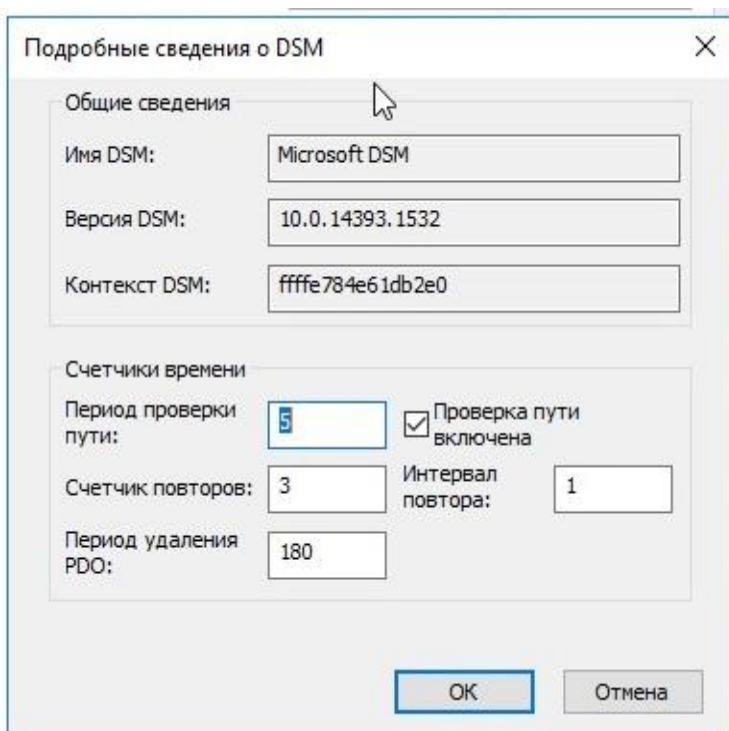 Подробные сведения о DSM
Общие сведения
Имя DSM:
Microsoft DSM
Версия DSM:
10.0.14393.1532
Контекст DSM:
ffffe784e61db2e0
Счетчики времени
Период проверки
пути:
5
Проверка пути
включена
Счетчик повторов:
3
Интервал
повтора:
1
Период удаления
PDO:
180
ОК
Отмена